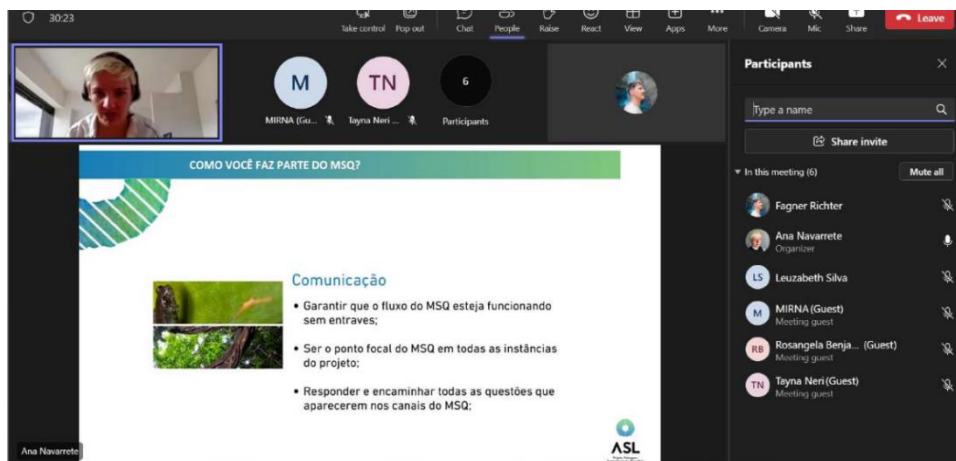 30:23
Take control
Pop out
Chat
People
Raise
React
View
Apps
More
Camera
Mic
Share
Leave
M
TN
6
MIRNA (Gu...
Tayna Neri ...
Participants
COMO VOCÊ FAZ PARTE DO MSQ?
Comunicação
• Garantir que o fluxo do MSQ esteja funcionando
sem entraves;
• Ser o ponto focal do MSQ em todas as instâncias
do projeto;
• Responder e encaminhar todas as questões que
aparecerem nos canais do MSQ;
ASL
Ana Navarrete
Participants
Type a name
Share invite
In this meeting (6)
Mute all
Fagner Richter
Ana Navarrete
Organizer
LS
Leuzabeth Silva
M
MIRNA (Guest)
Meeting guest
RB
Rosangela Benja... (Guest)
Meeting guest
TN
Tayna Neri (Guest)
Meeting guest